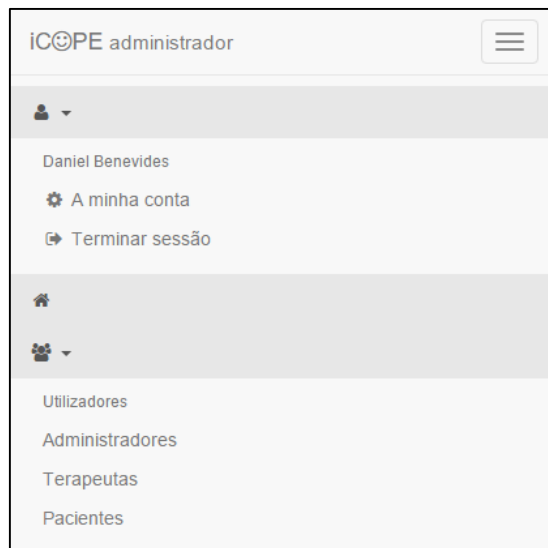 iC☺PE administrador
Daniel Benevides
A minha conta
Terminar sessão
Utilizadores
Administradores
Terapeutas
Pacientes